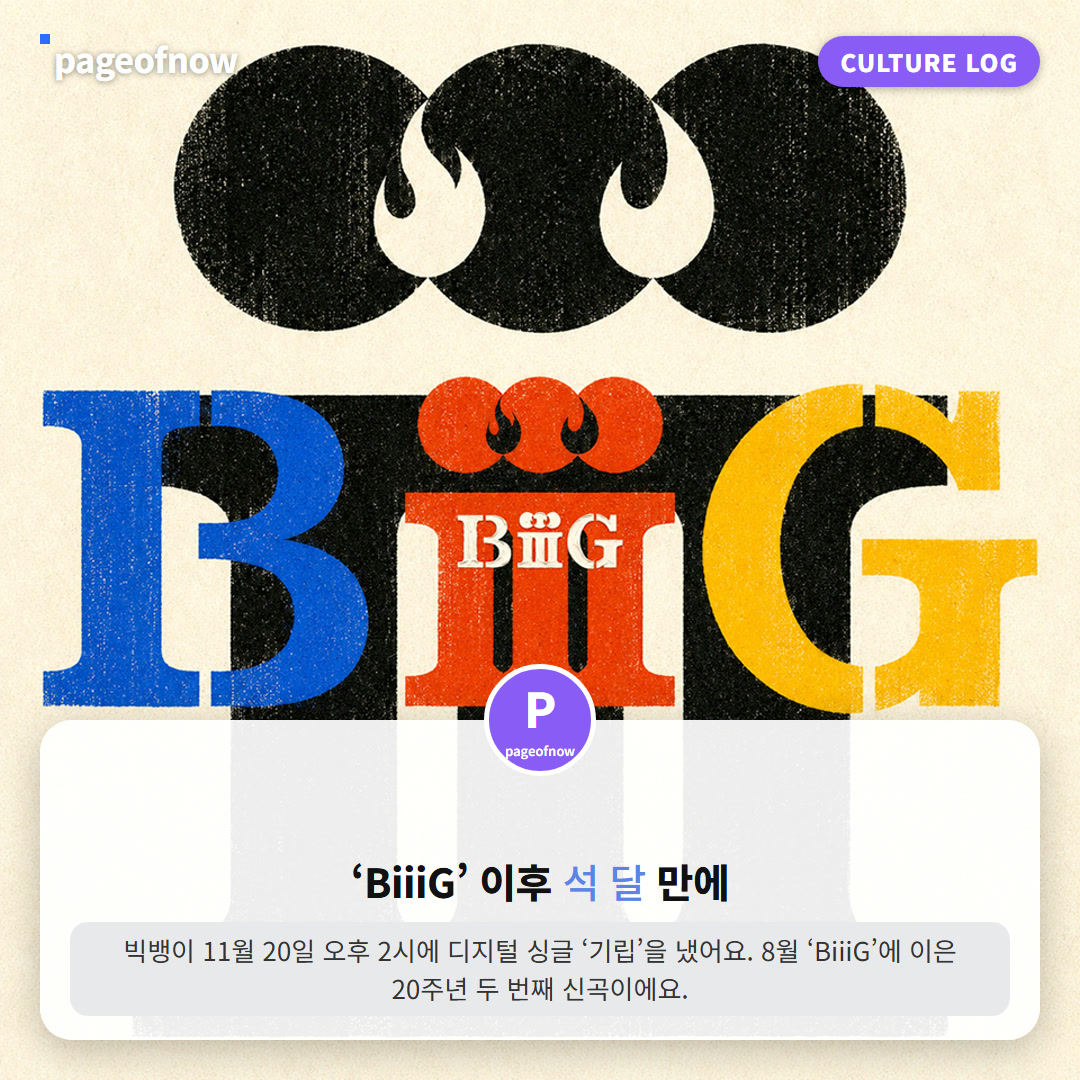 pageofnow
CULTURE LOG
BiiiG
BiiiG
P
pageofnow
‘BiiiG’ 이후 석 달 만에
빅뱅이 11월 20일 오후 2시에 디지털 싱글 ‘기립’을 냈어요. 8월 ‘BiiiG’에 이은
20주년 두 번째 신곡이에요.